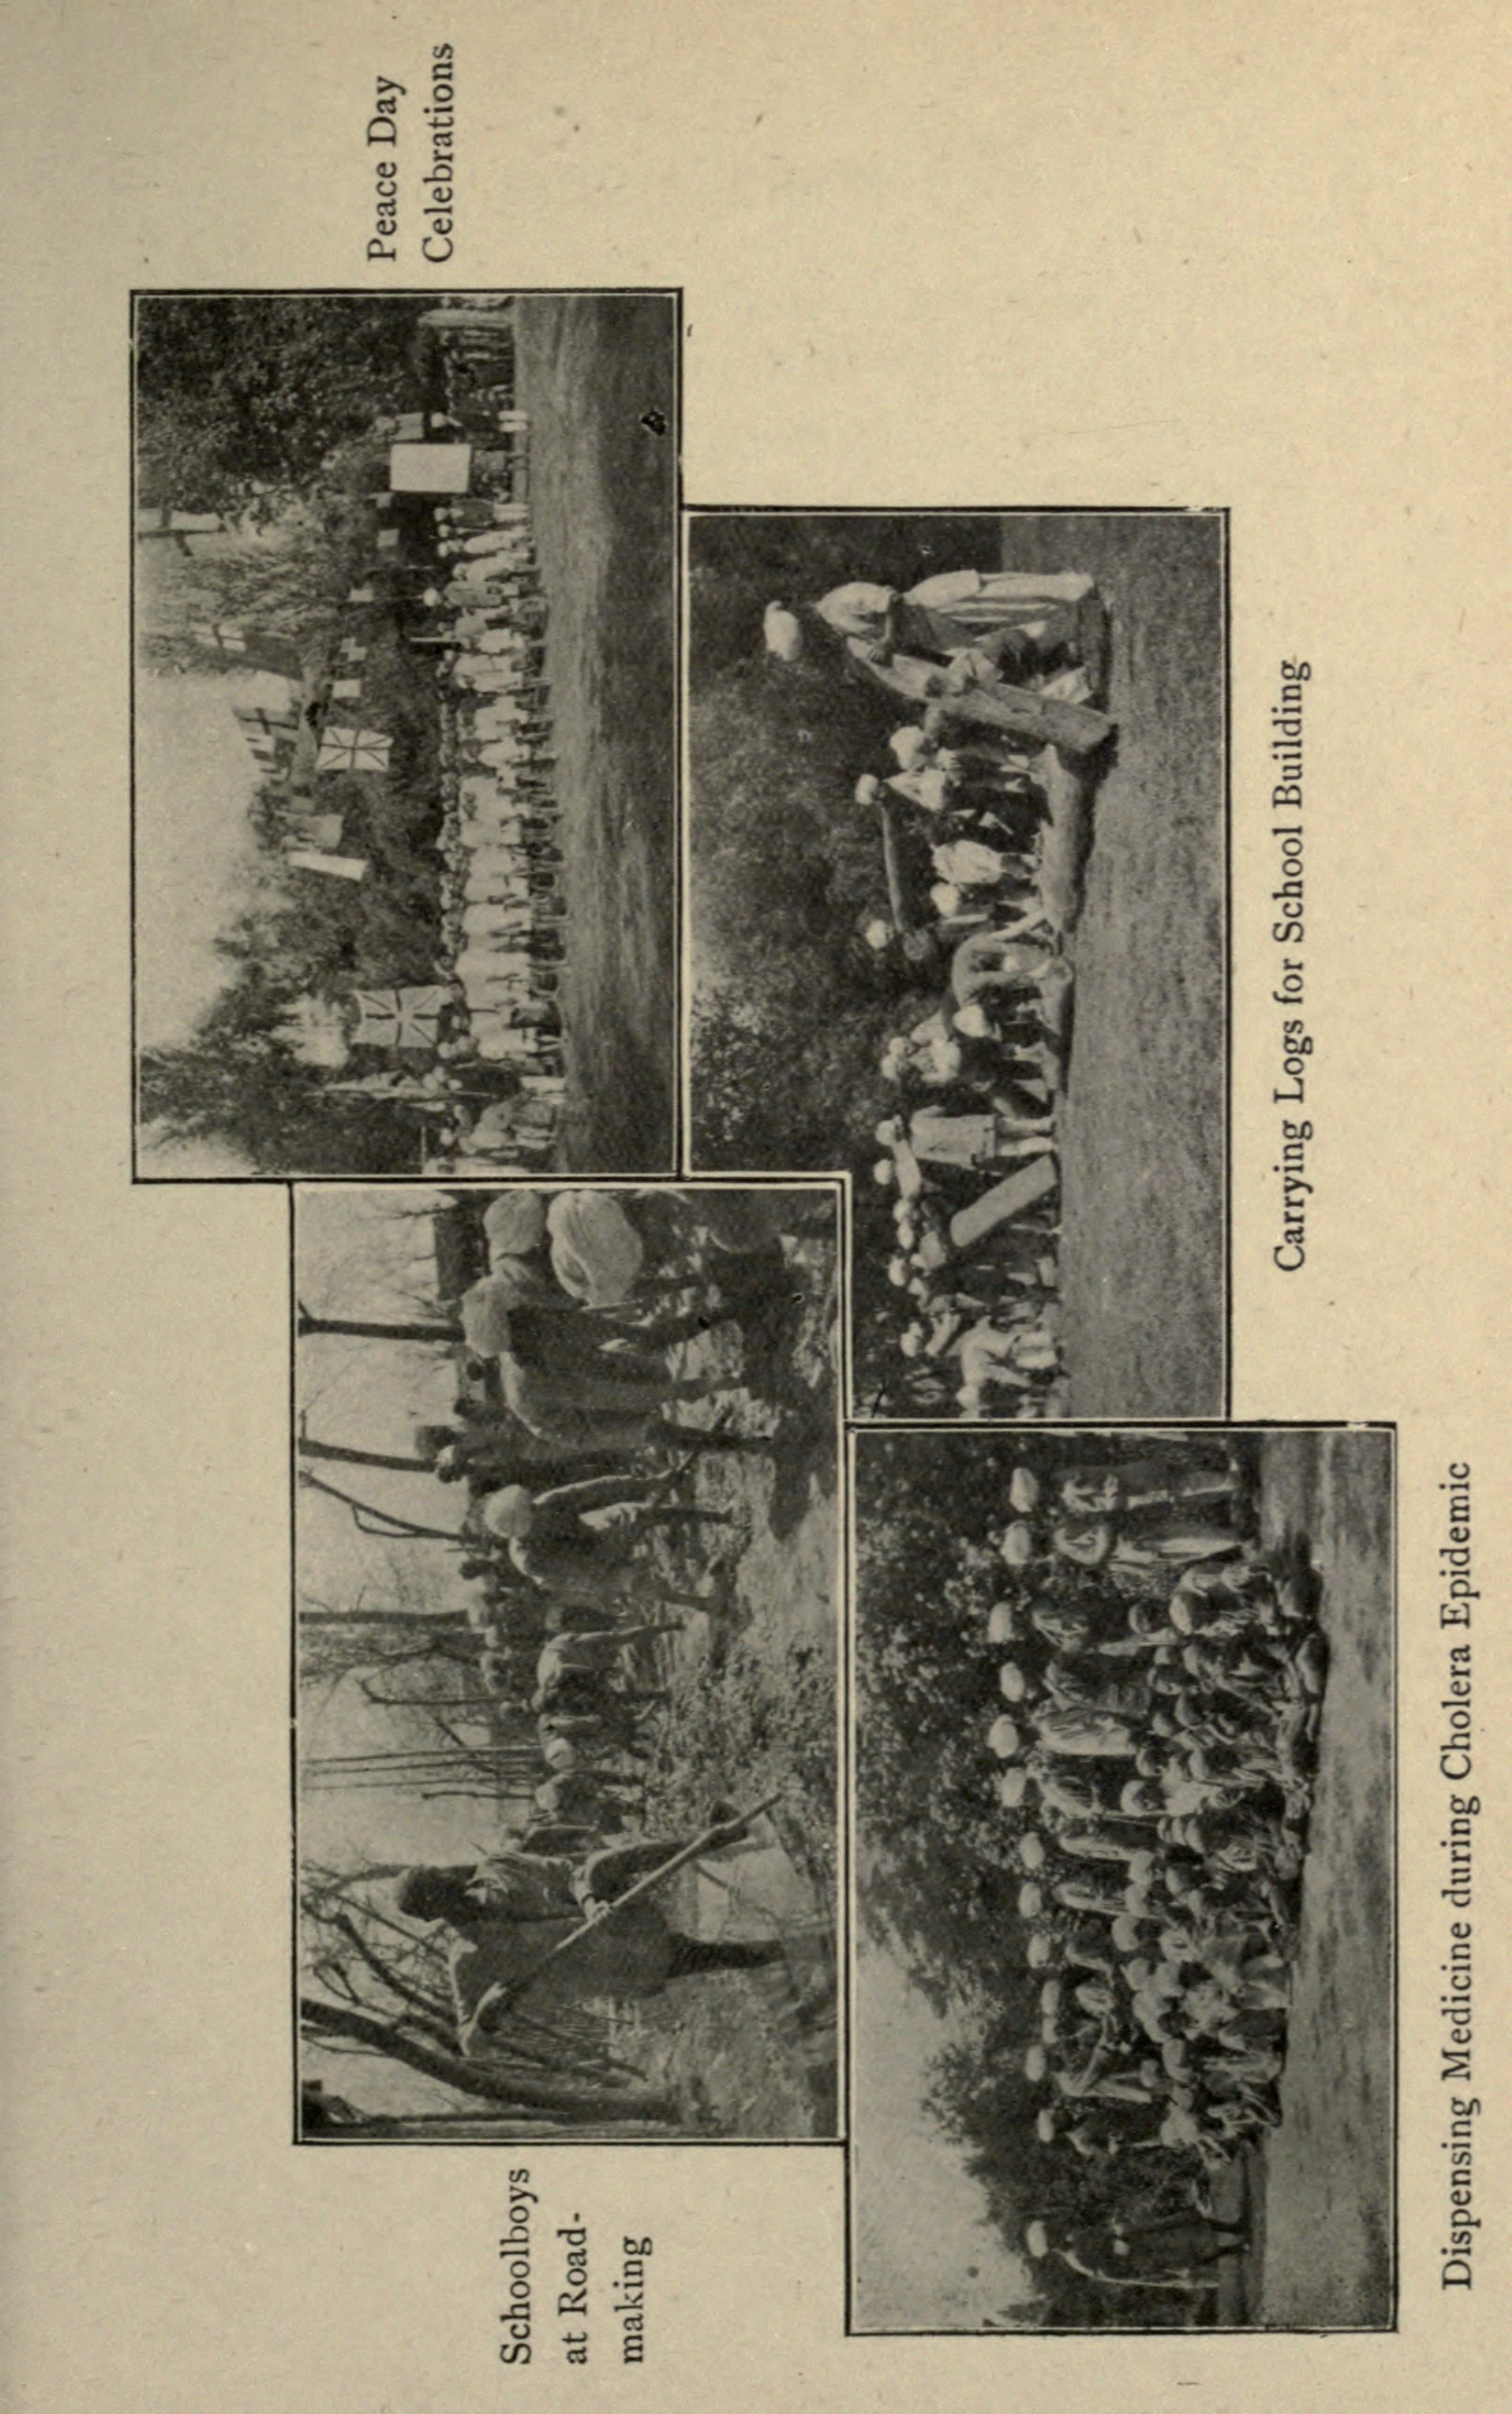 Peace Day
Celebrations
Schoolboys
at Road-
making
Carrying Logs for School Building
Dispensing Medicine during Cholera Epidemic